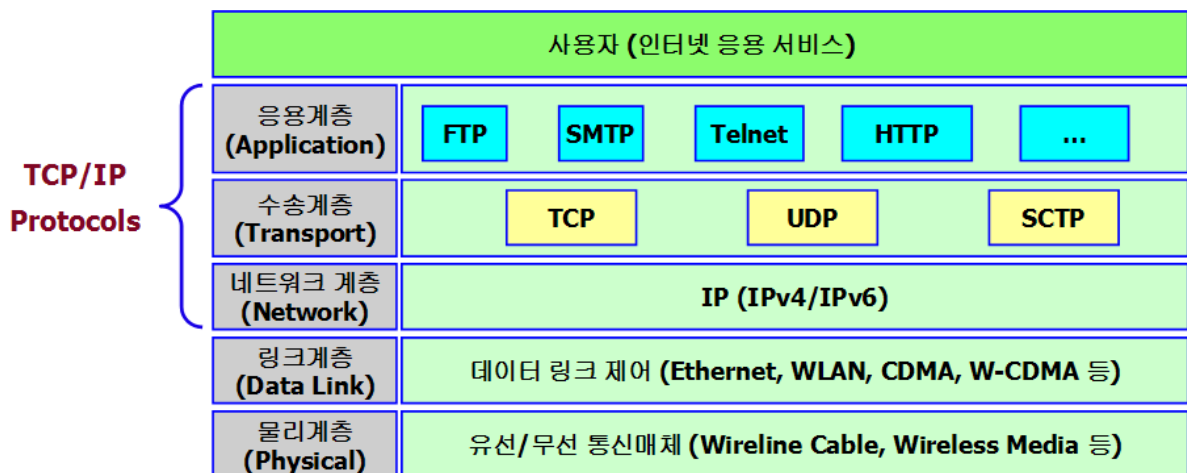 사용자 (인터넷 응용 서비스)
TCP/IP
Protocols
응용계층
(Application)
FTP
SMTP
Telnet
HTTP
...
수송계층
(Transport)
TCP
UDP
SCTP
네트워크 계층
(Network)
IP (IPv4/IPv6)
링크계층
(Data Link)
데이터 링크 제어 (Ethernet, WLAN, CDMA, W-CDMA 등)
물리계층
(Physical)
유선/무선 통신매체 (Wireline Cable, Wireless Media 등)